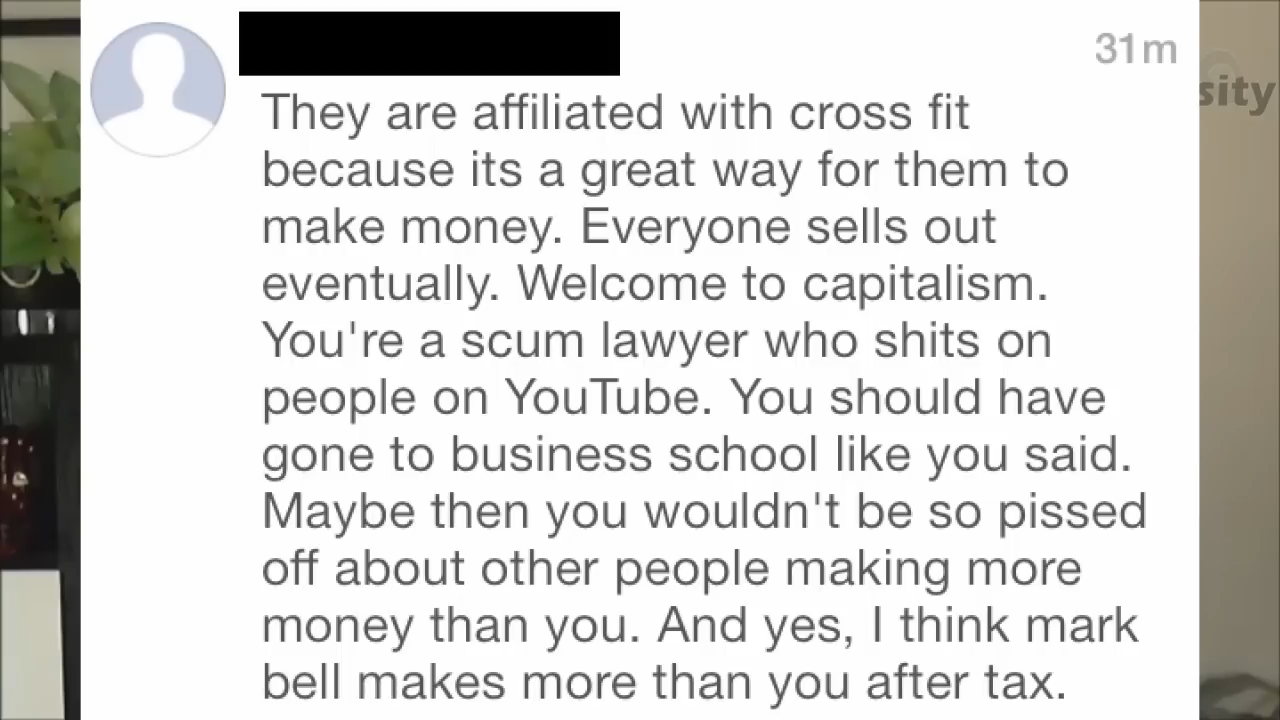 31m
sity
They are affiliated with cross fit
because its a great way for them to
make money. Everyone sells out
eventually. Welcome to capitalism.
You're a scum lawyer who shits on
people on YouTube. You should have
gone to business school like you said.
Maybe then you wouldn't be so pissed
off about other people making more
money than you. And yes, I think mark
bell makes more than you after tax.